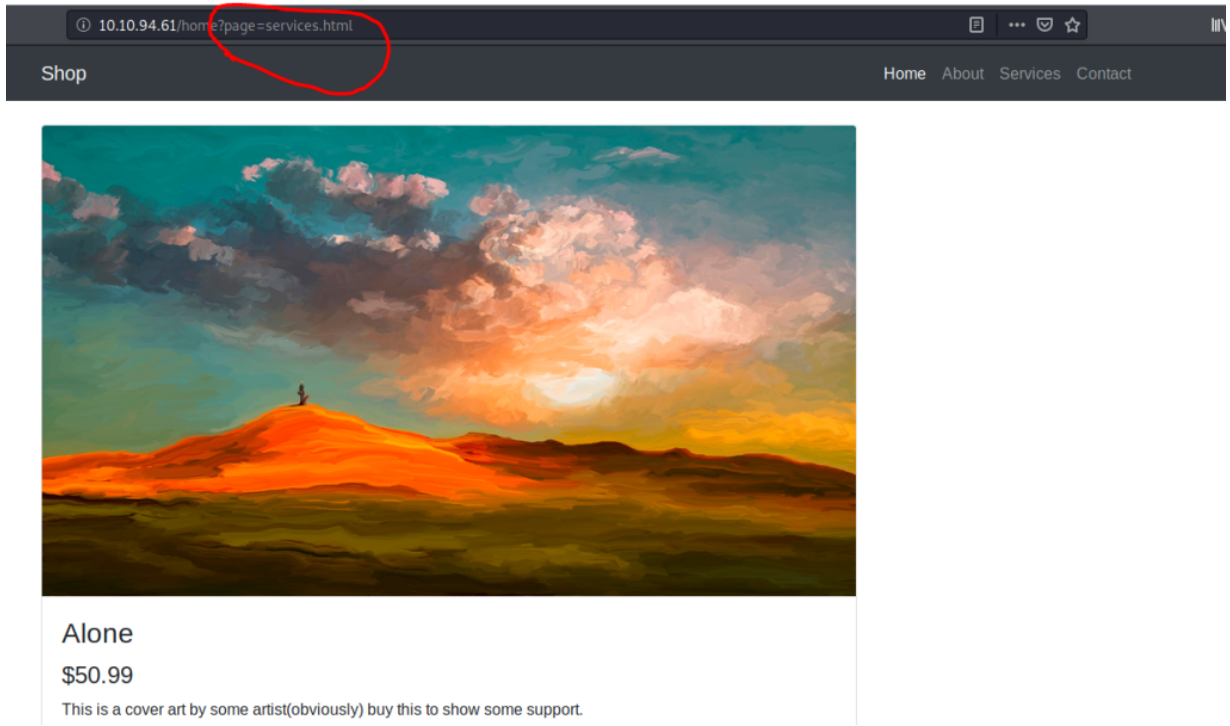 10.10.94.61/home?page=services.html
Shop
Home About Services Contact
Alone
$50.99
This is a cover art by some artist(obviously) buy this to show some support.